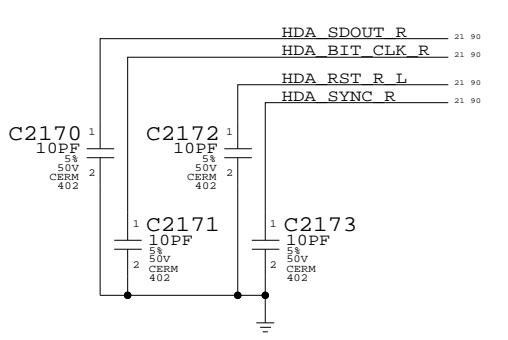 HDA_SDOUT_R 21 90
HDA_BIT_CLK_R 21 90
HDA_RST_R_L 21 90
HDA_SYNC_R 21 90
C2170 1
10PF
5%
50V
CERM
402
2
C2172 1
10PF
5%
50V
CERM
402
2
1 C2171
10PF
5%
50V
2 CERM
402
1 C2173
10PF
5%
50V
2 CERM
402